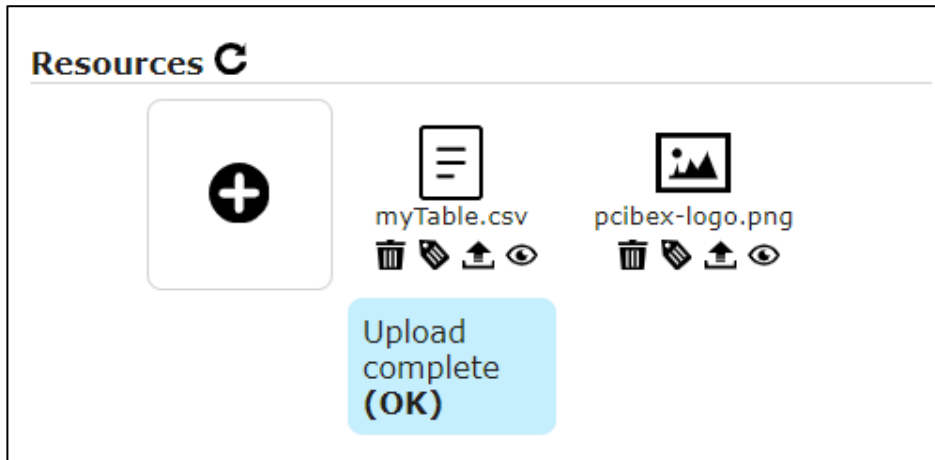 Resources
myTable.csv
pcibex-logo.png
Upload
complete
(OK)